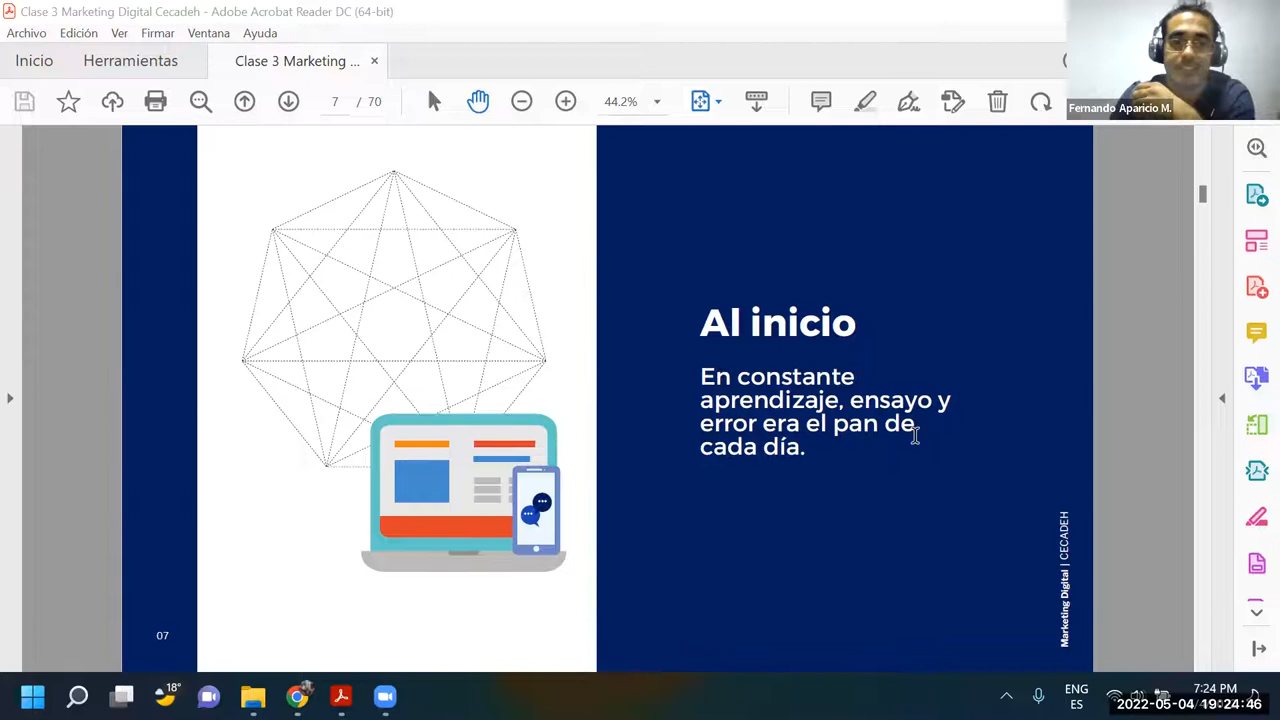 Clase 3 Marketing Digital Cecadeh - Adobe Acrobat Reader DC (64-bit)
Archivo Edición Ver Firmar Ventana Ayuda
Inicio Herramientas Clase 3 Marketing ... ×
7 / 70 44.2%
Fernando Aparicio M.
Al inicio
En constante
aprendizaje, ensayo y
error era el pan de
cada día.
Marketing Digital | CECADEH
07
18°
ENG
ES
7:24 PM
2022-05-04 19:24:46